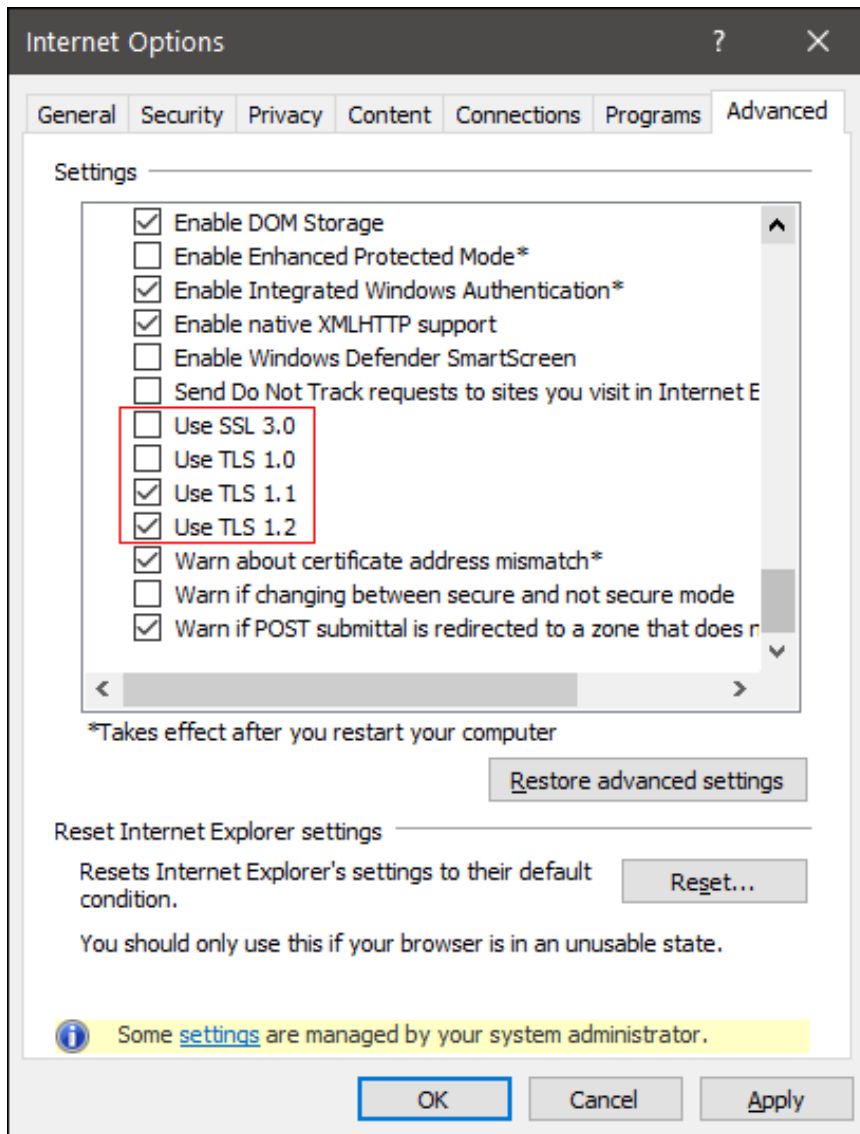 Internet Options
General Security Privacy Content Connections Programs Advanced
Settings
Enable DOM Storage
Enable Enhanced Protected Mode*
Enable Integrated Windows Authentication*
Enable native XMLHTTP support
Enable Windows Defender SmartScreen
Send Do Not Track requests to sites you visit in Internet E
Use SSL 3.0
Use TLS 1.0
Use TLS 1.1
Use TLS 1.2
Warn about certificate address mismatch*
Warn if changing between secure and not secure mode
Warn if POST submittal is redirected to a zone that does n
*Takes effect after you restart your computer
Restore advanced settings
Reset Internet Explorer settings
Resets Internet Explorer's settings to their default
condition.
Reset...
You should only use this if your browser is in an unusable state.
Some settings are managed by your system administrator.
OK Cancel Apply